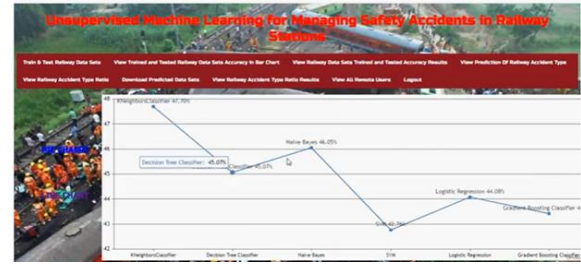 Unsupervised Machine Learning for Managing Safety Accidents in Railway
Stations
Train & Test Railway Data Sets View Trained and Tested Railway Data Sets Accuracy in Bar Chart View Railway Data Sets Trained and Tested Accuracy Results View Prediction Of Railway Accident Type
View Railway Accident Type Ratio Download Predicted Data Sets View Railway Accident Type Ratio Results View All Remote Users Logout
48
KNeighborsClassifier 47.70%
47
Naive Bayes 46.05%
46
Decision Tree Classifier: 45.07%
Classifier 45.07%
45
Logistic Regression 44.08%
44
Gradient Boosting Classifier 4
43
SVM
42
KNeighborsClassifier Decision Tree Classifier Naive Bayes SVM Logistic Regression Gradient Boosting Classifier